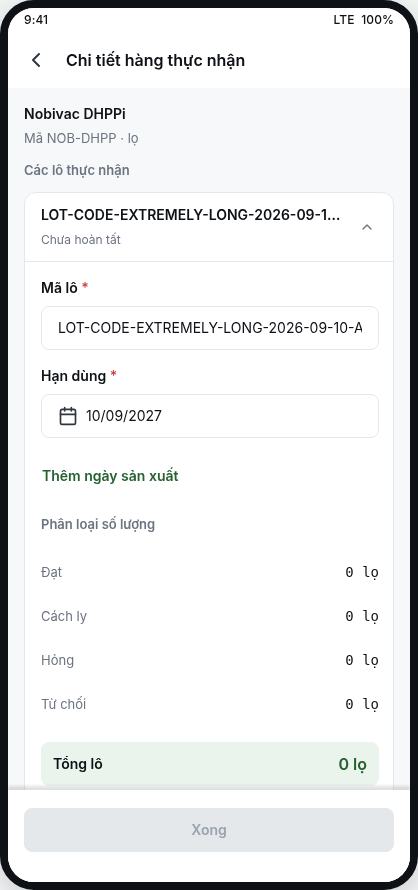 9:41
LTE 100%
Chi tiết hàng thực nhận
Nobivac DHPPi
Mã NOB-DHPP · lọ
Các lô thực nhận
LOT-CODE-EXTREMELY-LONG-2026-09-1...
Chưa hoàn tất
Mã lô *
LOT-CODE-EXTREMELY-LONG-2026-09-10-A
Hạn dùng *
10/09/2027
Thêm ngày sản xuất
Phân loại số lượng
Đạt 0 lọ
Cách ly 0 lọ
Hỏng 0 lọ
Từ chối 0 lọ
Tổng lô 0 lọ
Xong